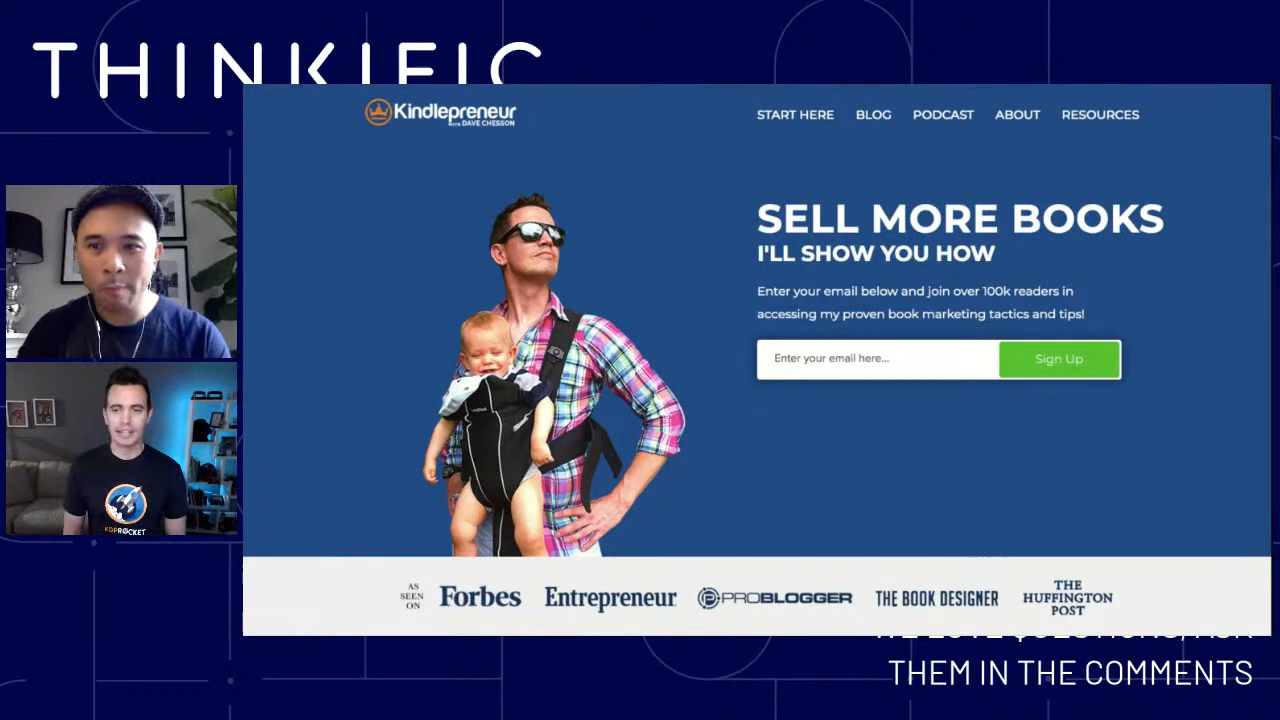 THINKIFIC
Kindlepreneur
WITH DAVE CHESSON
START HERE BLOG PODCAST ABOUT RESOURCES
SELL MORE BOOKS
I'LL SHOW YOU HOW
Enter your email below and join over 100k readers in
accessing my proven book marketing tactics and tips!
Enter your email here... Sign Up
KDPROCKET
AS
SEEN
ON
Forbes
Entrepreneur
PROBLOGGER
THE BOOK DESIGNER
THE
HUFFINGTON
POST
THEM IN THE COMMENTS